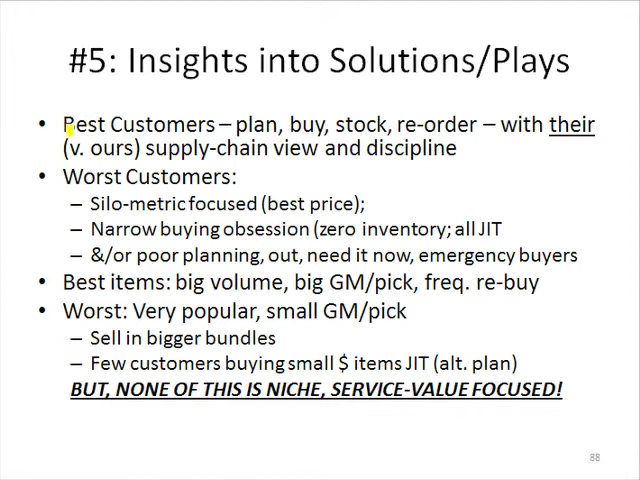 #5: Insights into Solutions/Plays
• Best Customers – plan, buy, stock, re-order – with their
(v. ours) supply-chain view and discipline
• Worst Customers:
– Silo-metric focused (best price);
– Narrow buying obsession (zero inventory; all JIT
– &/or poor planning, out, need it now, emergency buyers
• Best items: big volume, big GM/pick, freq. re-buy
• Worst: Very popular, small GM/pick
– Sell in bigger bundles
– Few customers buying small $ items JIT (alt. plan)
BUT, NONE OF THIS IS NICHE, SERVICE-VALUE FOCUSED!
88